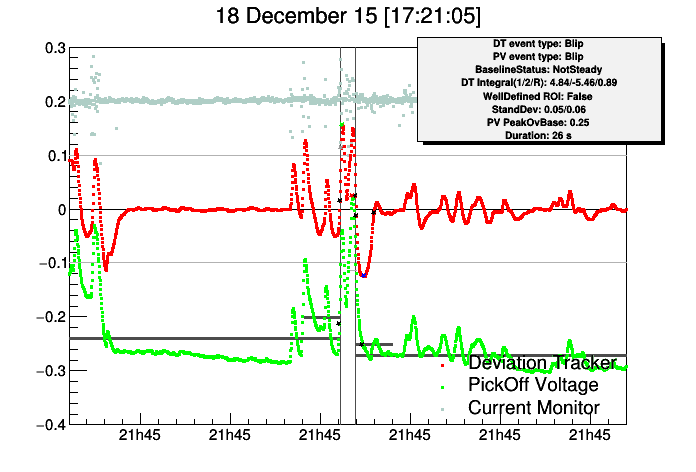 18 December 15 [17:21:05]
DT event type: Blip
PV event type: Blip
BaselineStatus: NotSteady
DT Integral(1/2/R): 4.84/-5.46/0.89
WellDefined ROI: False
StandDev: 0.05/0.06
PV PeakOvBase: 0.25
Duration: 26 s
0.3
0.2
0.1
0
−0.1
−0.2
−0.3
−0.4
Deviation Tracker
PickOff Voltage
Current Monitor
21h45 21h45 21h45 21h45 21h45 21h45